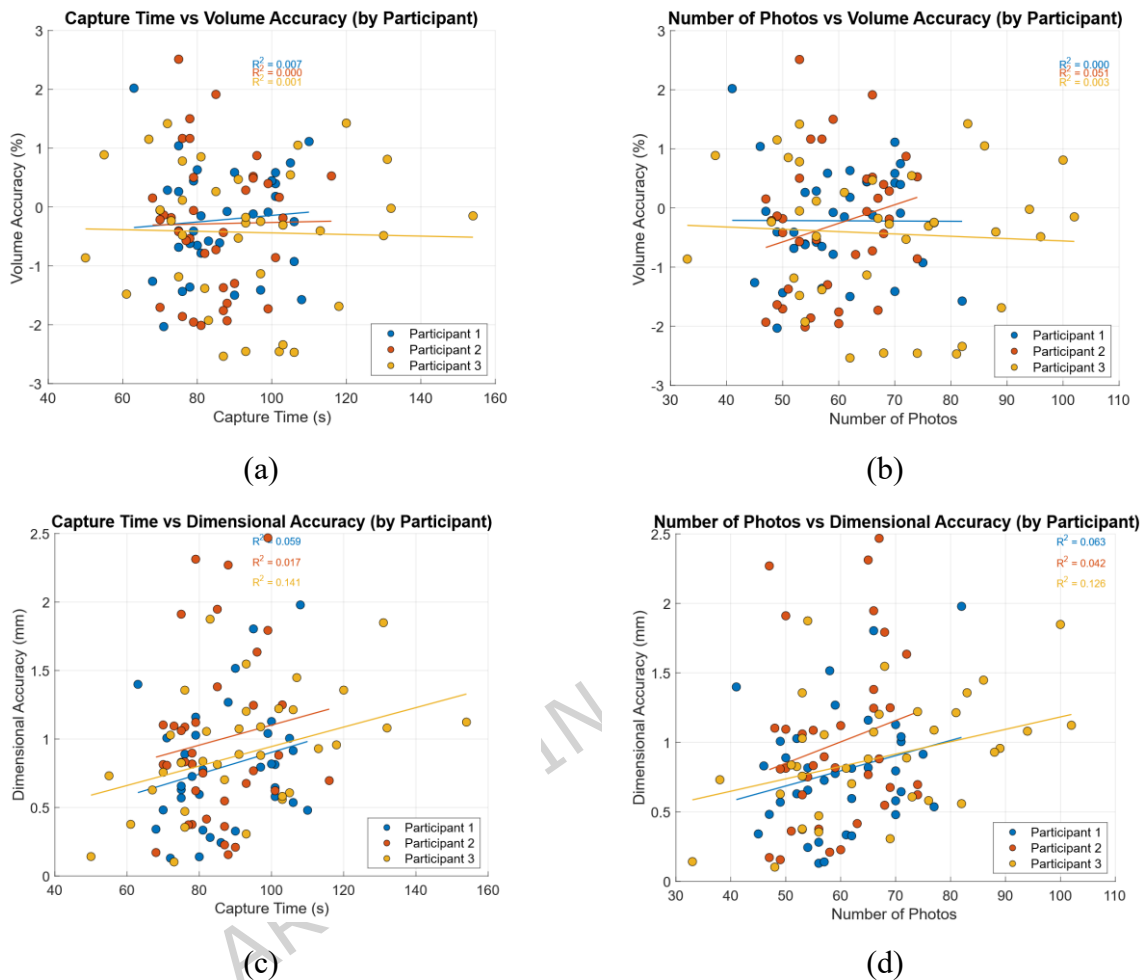 Capture Time vs Volume Accuracy (by Participant)
R² = 0.007
R² = 0.000
R² = 0.001
3
2
1
0
-1
-2
-3
Volume Accuracy (%)
40
60
80
100
120
140
160
Capture Time (s)
Participant 1
Participant 2
Participant 3
(a)
Number of Photos vs Volume Accuracy (by Participant)
R² = 0.000
R² = 0.051
R² = 0.003
3
2
1
0
-1
-2
-3
Volume Accuracy (%)
30
40
50
60
70
80
90
100
110
Number of Photos
Participant 1
Participant 2
Participant 3
(b)
Capture Time vs Dimensional Accuracy (by Participant)
R² = 0.059
R² = 0.017
R² = 0.141
2.5
2
1.5
1
0.5
0
Dimensional Accuracy (mm)
40
60
80
100
120
140
160
Capture Time (s)
Participant 1
Participant 2
Participant 3
(c)
Number of Photos vs Dimensional Accuracy (by Participant)
R² = 0.063
R² = 0.042
R² = 0.126
2.5
2
1.5
1
0.5
0
Dimensional Accuracy (mm)
30
40
50
60
70
80
90
100
110
Number of Photos
Participant 1
Participant 2
Participant 3
(d)